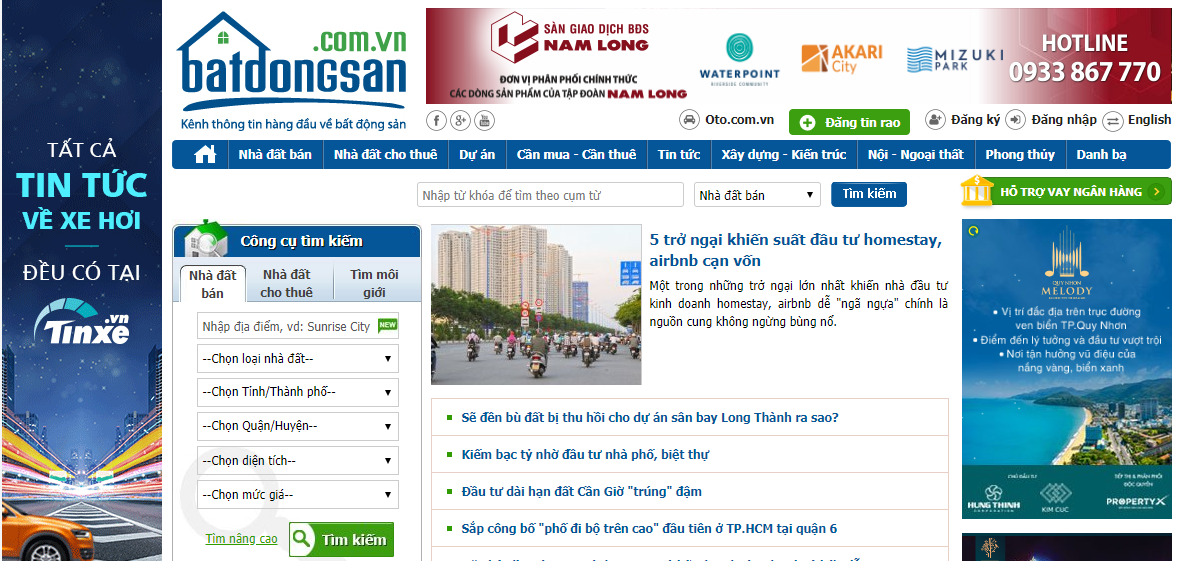 TẤT CẢ
TIN TỨC
VỀ XE HƠI
ĐỀU CÓ TẠI
Tinxe.vn
.com.vn
batdongsan
Kênh thông tin hàng đầu về bất động sản
SÀN GIAO DỊCH BĐS
NAM LONG
ĐƠN VỊ PHÂN PHỐI CHÍNH THỨC
CÁC DÒNG SẢN PHẨM CỦA TẬP ĐOÀN NAM LONG
WATERPOINT
RIVERSIDE COMMUNITY
AKARI
City
MIZUKI
PARK
HOTLINE
0933 867 770
Oto.com.vn
Đăng tin rao
Đăng ký
Đăng nhập
English
Nhà đất bán
Nhà đất cho thuê
Dự án
Cần mua - Cần thuê
Tin tức
Xây dựng - Kiến trúc
Nội - Ngoại thất
Phong thủy
Danh bạ
Nhập từ khóa để tìm theo cụm từ
Nhà đất bán
Tìm kiếm
HỖ TRỢ VAY NGÂN HÀNG
Công cụ tìm kiếm
Nhà đất
bán
Nhà đất
cho thuê
Tìm môi
giới
Nhập địa điểm, vd: Sunrise City
NEW
--Chọn loại nhà đất--
--Chọn Tỉnh/Thành phố--
--Chọn Quận/Huyện--
--Chọn diện tích--
--Chọn mức giá--
Tìm nâng cao
Tìm kiếm
5 trở ngại khiến suất đầu tư homestay,
airbnb cạn vốn
Một trong những trở ngại lớn nhất khiến nhà đầu tư
kinh doanh homestay, airbnb dễ "ngã ngựa" chính là
nguồn cung không ngừng bùng nổ.
Sẽ đền bù đất bị thu hồi cho dự án sân bay Long Thành ra sao?
Kiếm bạc tỷ nhờ đầu tư nhà phố, biệt thự
Đầu tư dài hạn đất Cần Giờ "trúng" đậm
Sắp công bố "phố đi bộ trên cao" đầu tiên ở TP.HCM tại quận 6
QUY NHON
MELODY
• Vị trí đắc địa trên trục đường
ven biển TP.Quy Nhơn
• Điểm đến lý tưởng và đầu tư vượt trội
• Nơi tận hưởng vũ điệu của
nắng vàng, biển xanh
CHỦ ĐẦU TƯ
HUNG THINH
CORPORATION
KIM CUC
TIẾP THỊ & PHÂN PHỐI
ĐỘC QUYỀN
PROPERTYX